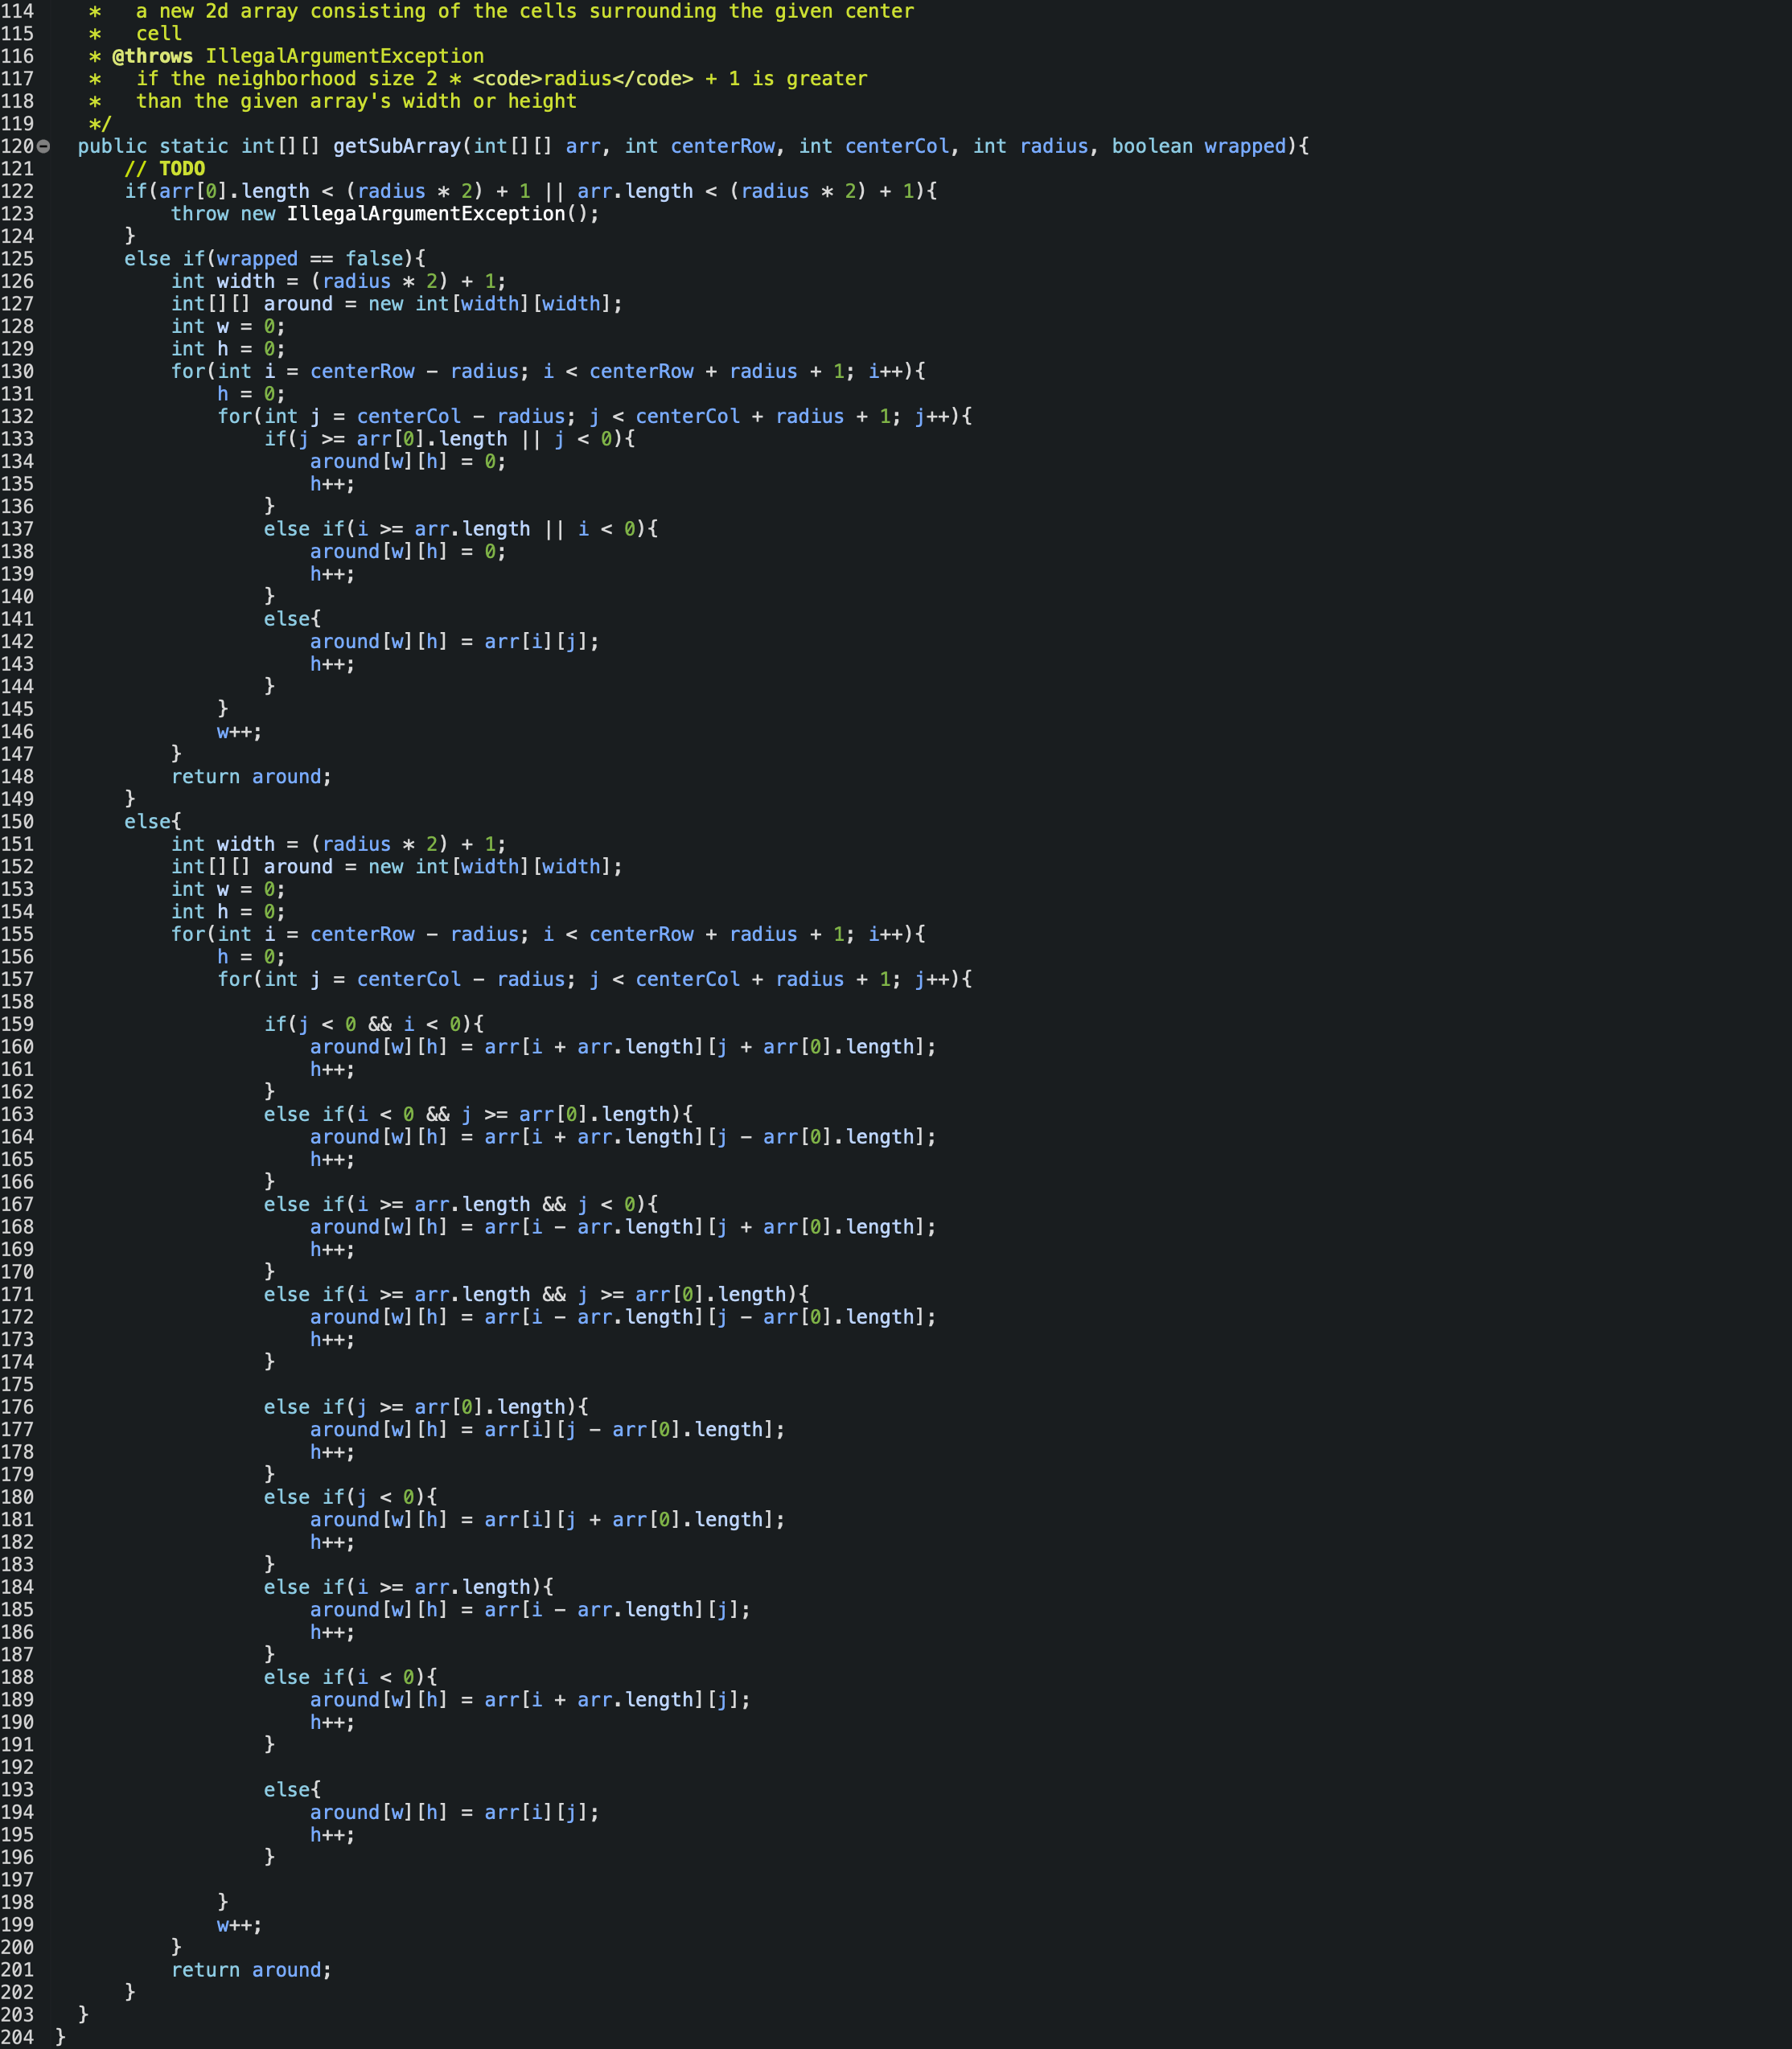 114     *   a new 2d array consisting of the cells surrounding the given center
115     *   cell
116     * @throws IllegalArgumentException
117     *   if the neighborhood size 2 * <code>radius</code> + 1 is greater
118     *   than the given array's width or height
119     */
120    public static int[][] getSubArray(int[][] arr, int centerRow, int centerCol, int radius, boolean wrapped){
121        // TODO
122        if(arr[0].length < (radius * 2) + 1 || arr.length < (radius * 2) + 1){
123            throw new IllegalArgumentException();
124        }
125        else if(wrapped == false){
126            int width = (radius * 2) + 1;
127            int[][] around = new int[width][width];
128            int w = 0;
129            int h = 0;
130            for(int i = centerRow - radius; i < centerRow + radius + 1; i++){
131                h = 0;
132                for(int j = centerCol - radius; j < centerCol + radius + 1; j++){
133                    if(j >= arr[0].length || j < 0){
134                        around[w][h] = 0;
135                        h++;
136                    }
137                    else if(i >= arr.length || i < 0){
138                        around[w][h] = 0;
139                        h++;
140                    }
141                    else{
142                        around[w][h] = arr[i][j];
143                        h++;
144                    }
145                }
146                w++;
147            }
148            return around;
149        }
150        else{
151            int width = (radius * 2) + 1;
152            int[][] around = new int[width][width];
153            int w = 0;
154            int h = 0;
155            for(int i = centerRow - radius; i < centerRow + radius + 1; i++){
156                h = 0;
157                for(int j = centerCol - radius; j < centerCol + radius + 1; j++){
158
159                    if(j < 0 && i < 0){
160                        around[w][h] = arr[i + arr.length][j + arr[0].length];
161                        h++;
162                    }
163                    else if(i < 0 && j >= arr[0].length){
164                        around[w][h] = arr[i + arr.length][j - arr[0].length];
165                        h++;
166                    }
167                    else if(i >= arr.length && j < 0){
168                        around[w][h] = arr[i - arr.length][j + arr[0].length];
169                        h++;
170                    }
171                    else if(i >= arr.length && j >= arr[0].length){
172                        around[w][h] = arr[i - arr.length][j - arr[0].length];
173                        h++;
174                    }
175
176                    else if(j >= arr[0].length){
177                        around[w][h] = arr[i][j - arr[0].length];
178                        h++;
179                    }
180                    else if(j < 0){
181                        around[w][h] = arr[i][j + arr[0].length];
182                        h++;
183                    }
184                    else if(i >= arr.length){
185                        around[w][h] = arr[i - arr.length][j];
186                        h++;
187                    }
188                    else if(i < 0){
189                        around[w][h] = arr[i + arr.length][j];
190                        h++;
191                    }
192
193                    else{
194                        around[w][h] = arr[i][j];
195                        h++;
196                    }
197
198                }
199                w++;
200            }
201            return around;
202        }
203    }
204  }